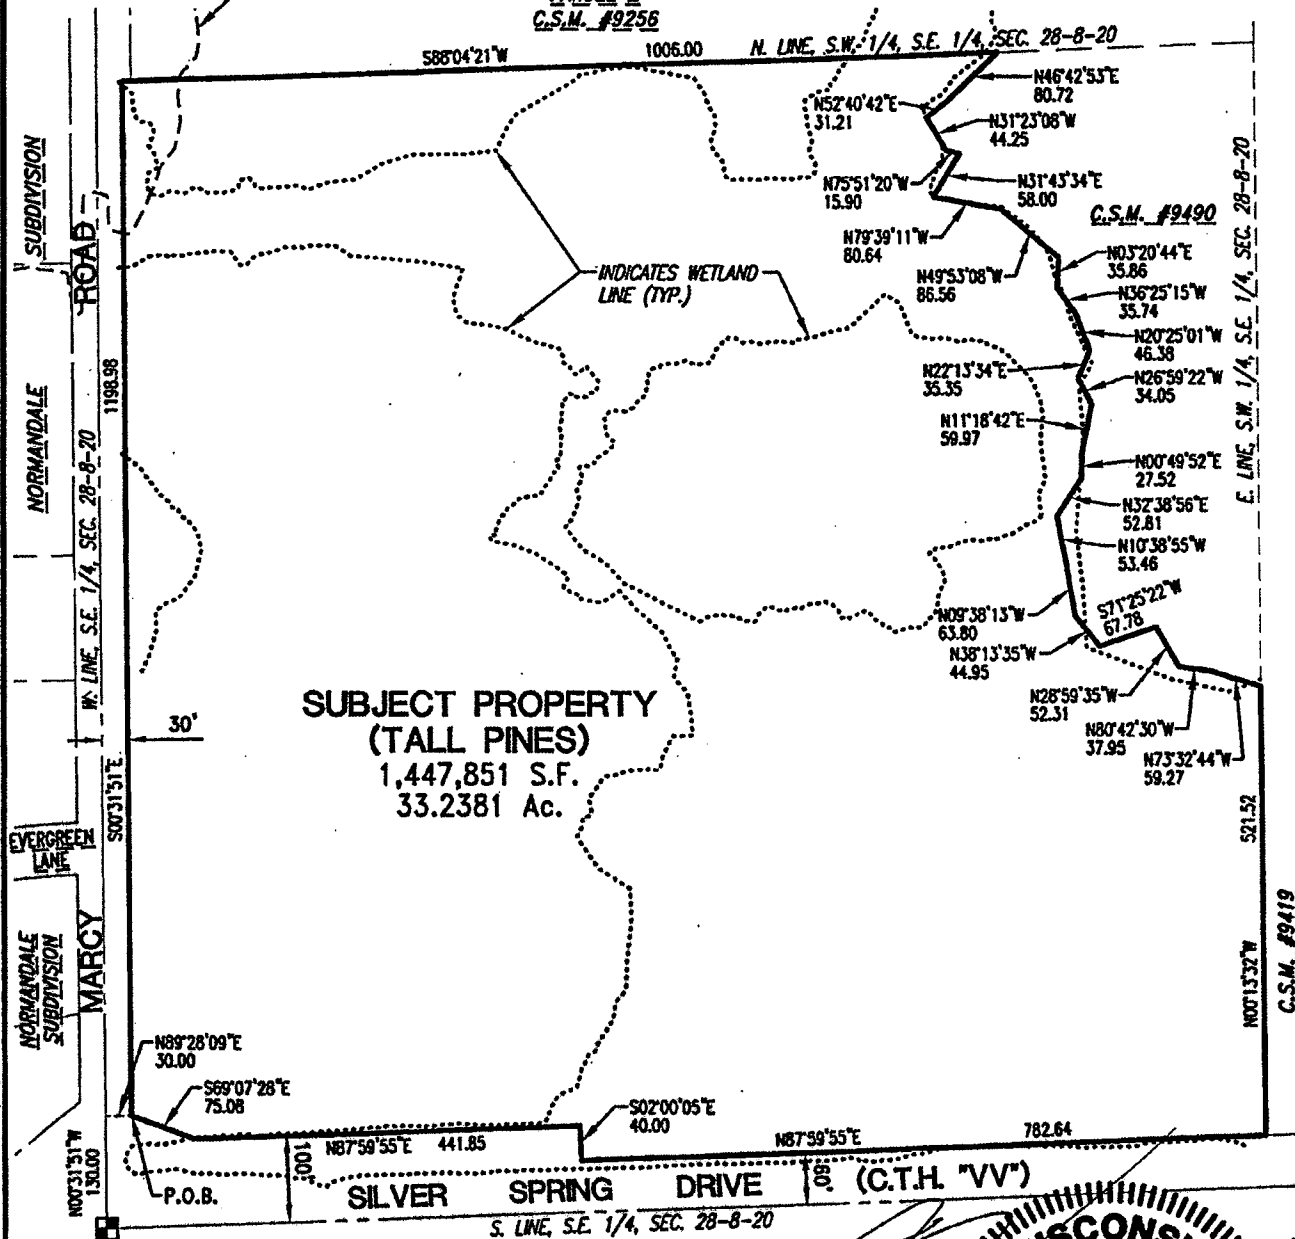 C.S.M. #9256
S88°04'21"W
1006.00
N. LINE, S.W. 1/4, S.E. 1/4, SEC. 28-8-20
N46°42'53"E
80.72
N52°40'42"E
31.21
N31°23'08"W
44.25
N75°51'20"W
15.90
N31°43'34"E
58.00
C.S.M. #9490
N79°39'11"W
80.64
N49°53'08"W
86.56
N03°20'44"E
35.86
N36°25'15"W
35.74
N20°25'01"W
46.38
N22°13'34"E
35.35
N26°59'22"W
34.05
N11°18'42"E
59.97
N00°49'52"E
27.52
N32°38'56"E
52.81
N10°38'55"W
53.46
N09°38'13"W
63.80
S71°25'22"W
67.78
N38°13'35"W
44.95
N28°59'35"W
52.31
N80°42'30"W
37.95
N73°32'44"W
59.27
E. LINE, S.W. 1/4, S.E. 1/4, SEC. 28-8-20
INDICATES WETLAND
LINE (TYP.)
SUBDIVISION
NORMANDALE
ROAD
1198.98
W. LINE, S.E. 1/4, SEC. 28-8-20
S00°31'51"E
30'
SUBJECT PROPERTY
(TALL PINES)
1,447,851 S.F.
33.2381 Ac.
521.52
N00°13'32"W
C.S.M. #9419
EVERGREEN
LANE
NORMANDALE
SUBDIVISION
MARCY
N89°28'09"E
30.00
S69°07'28"E
75.08
N87°59'55"E
441.85
S02°00'05"E
40.00
N87°59'55"E
782.64
N00°31'51"W
130.00
P.O.B.
100'
60'
SILVER SPRING DRIVE (C.T.H. "VV")
S. LINE, S.E. 1/4, SEC. 28-8-20